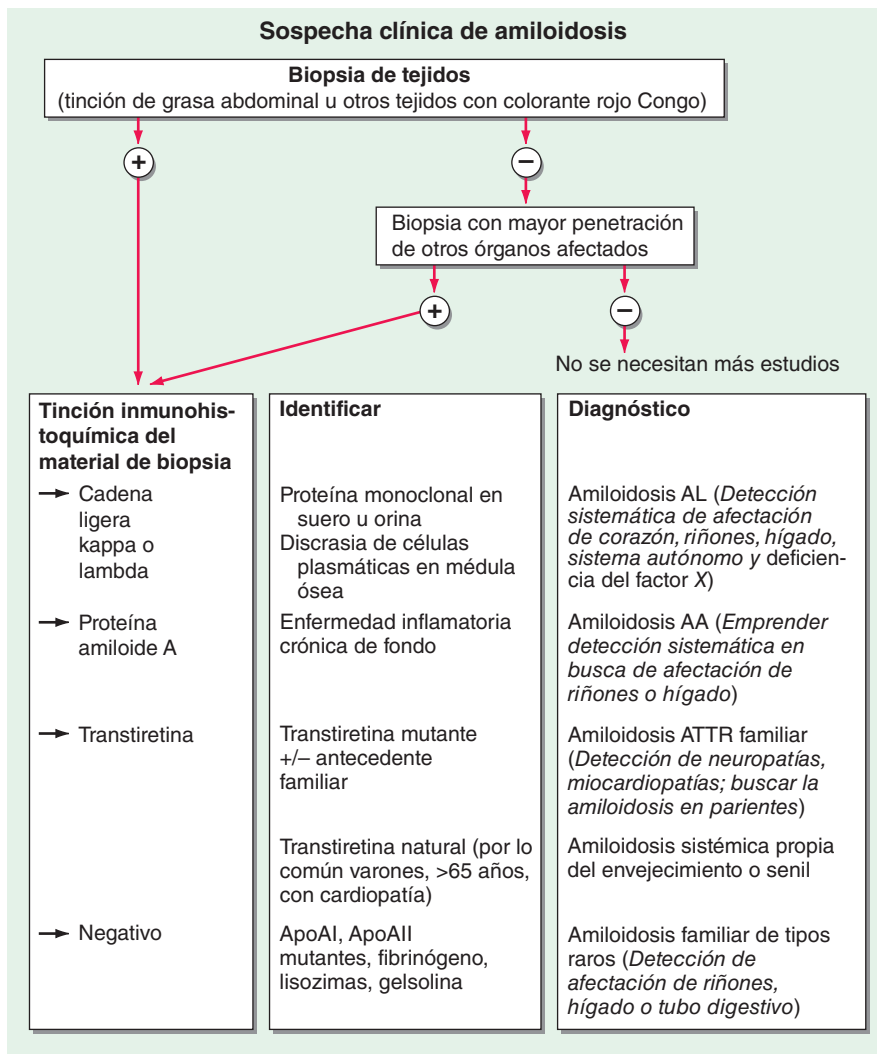 Sospecha clínica de amiloidosis
Biopsia de tejidos
(tinción de grasa abdominal u otros tejidos con colorante rojo Congo)
+
−
Biopsia con mayor penetración
de otros órganos afectados
+
−
No se necesitan más estudios
Tinción inmunohis-
toquímica del
material de biopsia
Cadena
ligera
kappa o
lambda
Proteína
amiloide A
Transtiretina
Negativo
Identificar
Proteína monoclonal en
suero u orina
Discrasia de células
plasmáticas en médula
ósea
Enfermedad inflamatoria
crónica de fondo
Transtiretina mutante
+/– antecedente
familiar
Transtiretina natural (por lo
común varones, >65 años,
con cardiopatía)
ApoAI, ApoAII
mutantes, fibrinógeno,
lisozimas, gelsolina
Diagnóstico
Amiloidosis AL (Detección
sistemática de afectación
de corazón, riñones, hígado,
sistema autónomo y deficien-
cia del factor X)
Amiloidosis AA (Emprender
detección sistemática en
busca de afectación de
riñones o hígado)
Amiloidosis ATTR familiar
(Detección de neuropatías,
miocardiopatías; buscar la
amiloidosis en parientes)
Amiloidosis sistémica propia
del envejecimiento o senil
Amiloidosis familiar de tipos
raros (Detección de
afectación de riñones,
hígado o tubo digestivo)